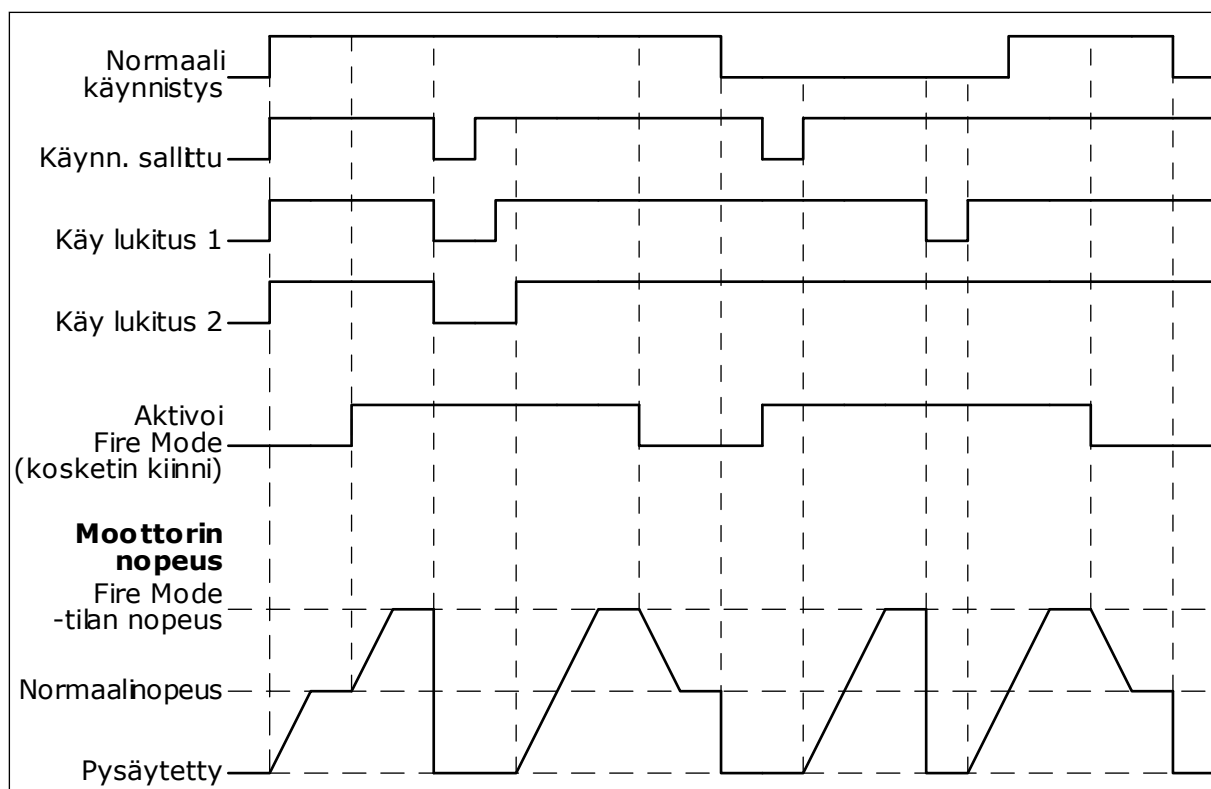 Normaali
käynnistys
Käynn. sallittu
Käy lukitus 1
Käy lukitus 2
Aktivoi
Fire Mode
(kosketin kiinni)
Moottorin
nopeus
Fire Mode
-tilan nopeus
Normaalinopeus
Pysäytetty